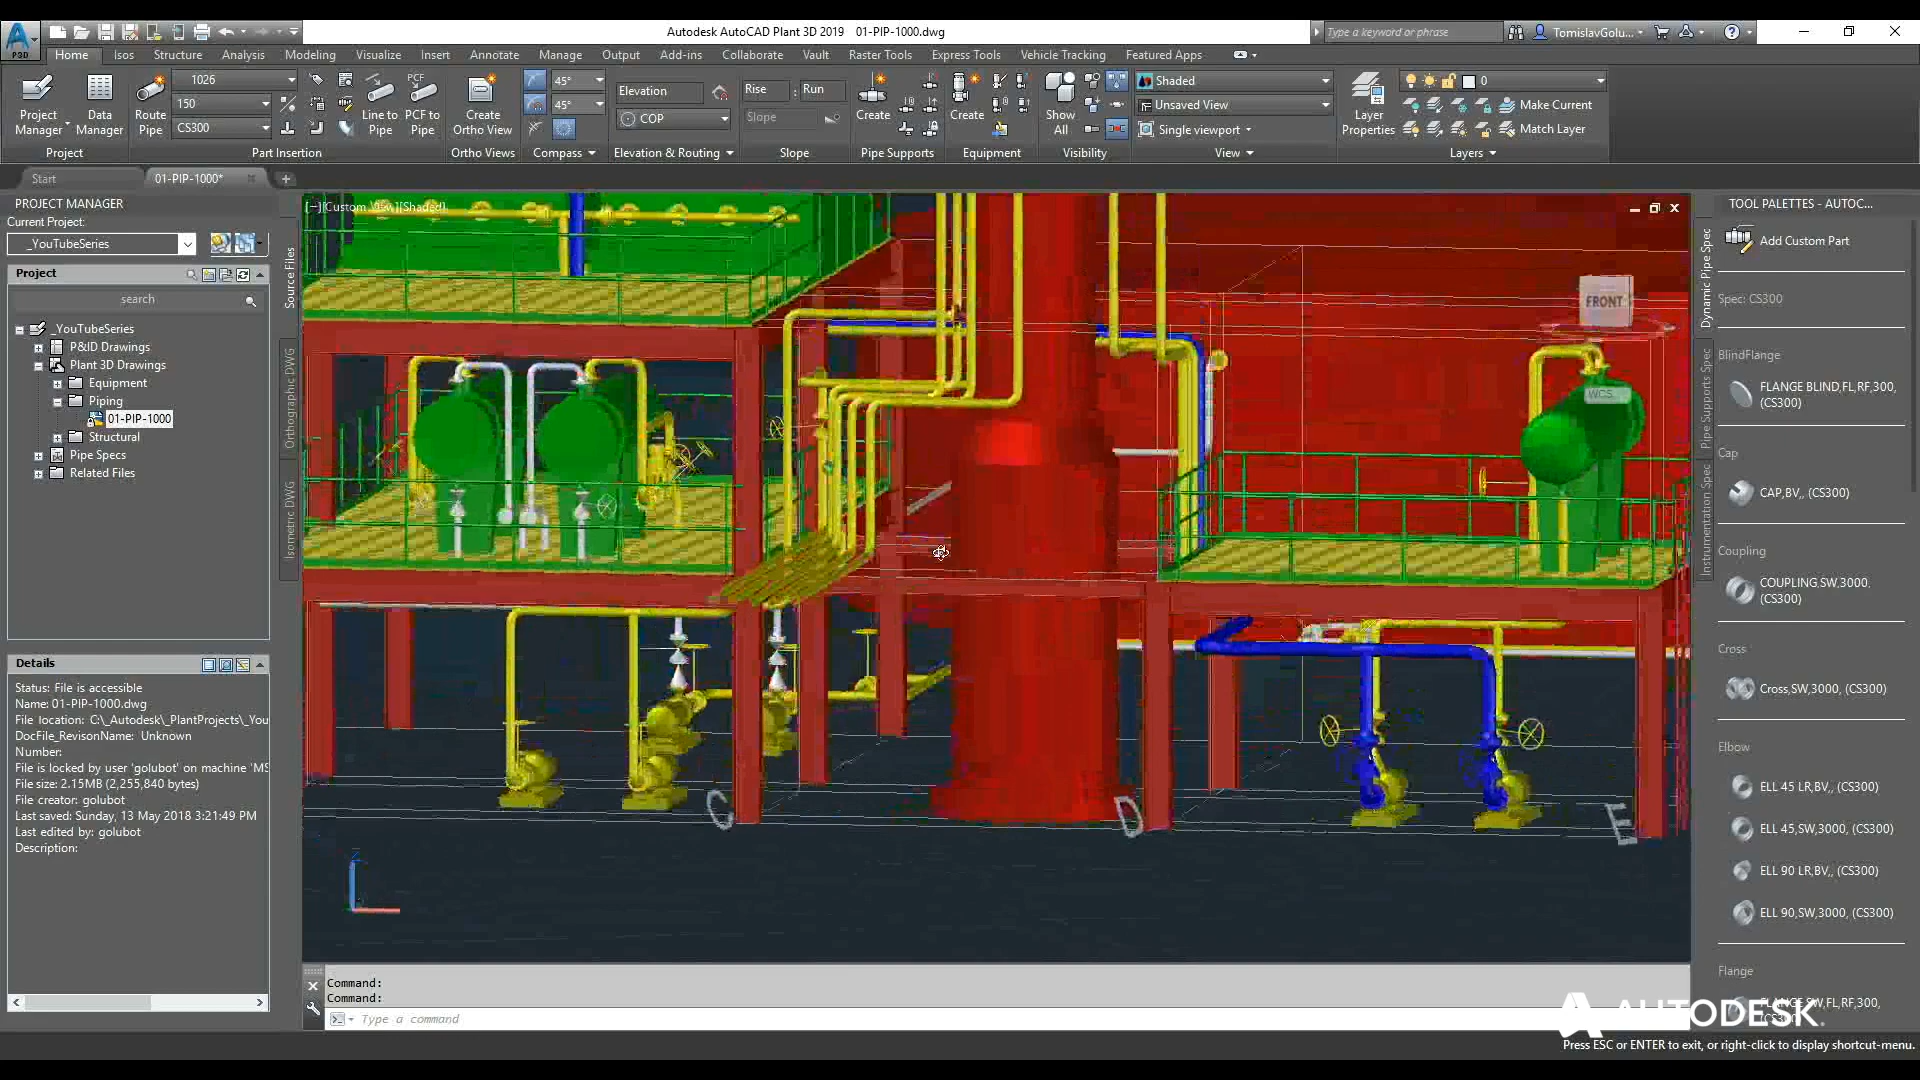 P3D
Autodesk AutoCAD Plant 3D 2019 01-PIP-1000.dwg
Type a keyword or phrase
TomislavGolu...
Home Isos Structure Analysis Modeling Visualize Insert Annotate Manage Output Add-ins Collaborate Vault Raster Tools Express Tools Vehicle Tracking Featured Apps
Project Manager
Data Manager
Project
Route Pipe
1026
150
CS300
Line to Pipe
PCF
PCF to Pipe
Part Insertion
Create Ortho View
Ortho Views
45°
45°
Compass
Elevation
COP
Elevation & Routing
Rise : Run
Slope
Slope
Create
Pipe Supports
Create
Equipment
Show All
Visibility
Shaded
Unsaved View
Single viewport
View
Layer Properties
0
Make Current
Match Layer
Layers
Start
01-PIP-1000*
PROJECT MANAGER
Current Project:
_YouTubeSeries
Project
search
_YouTubeSeries
P&ID Drawings
Plant 3D Drawings
Equipment
Piping
01-PIP-1000
Structural
Pipe Specs
Related Files
Source Files
Orthographic DWG
Isometric DWG
Details
Status: File is accessible
Name: 01-PIP-1000.dwg
File location: C:\_Autodesk\_PlantProjects\_You
DocFile_RevisonName: Unknown
Number:
File is locked by user 'golubot' on machine 'MS
File size: 2.15MB (2,255,840 bytes)
File creator: golubot
Last saved: Sunday, 13 May 2018 3:21:49 PM
Last edited by: golubot
Description:
[−][Custom View][Shaded]
FRONT
WCS
C
D
E
Command:
Command:
Type a command
TOOL PALETTES - AUTOC...
Dynamic Pipe Spec
Pipe Supports Spec
Instrumentation Spec
Add Custom Part
Spec: CS300
BlindFlange
FLANGE BLIND,FL,RF,300,
(CS300)
Cap
CAP,BV,, (CS300)
Coupling
COUPLING,SW,3000,
(CS300)
Cross
Cross,SW,3000, (CS300)
Elbow
ELL 45 LR,BV,, (CS300)
ELL 45,SW,3000, (CS300)
ELL 90 LR,BV,, (CS300)
ELL 90,SW,3000, (CS300)
Flange
FLANGE SW,FL,RF,300,
(CS300)
AUTODESK.
Press ESC or ENTER to exit, or right-click to display shortcut-menu.